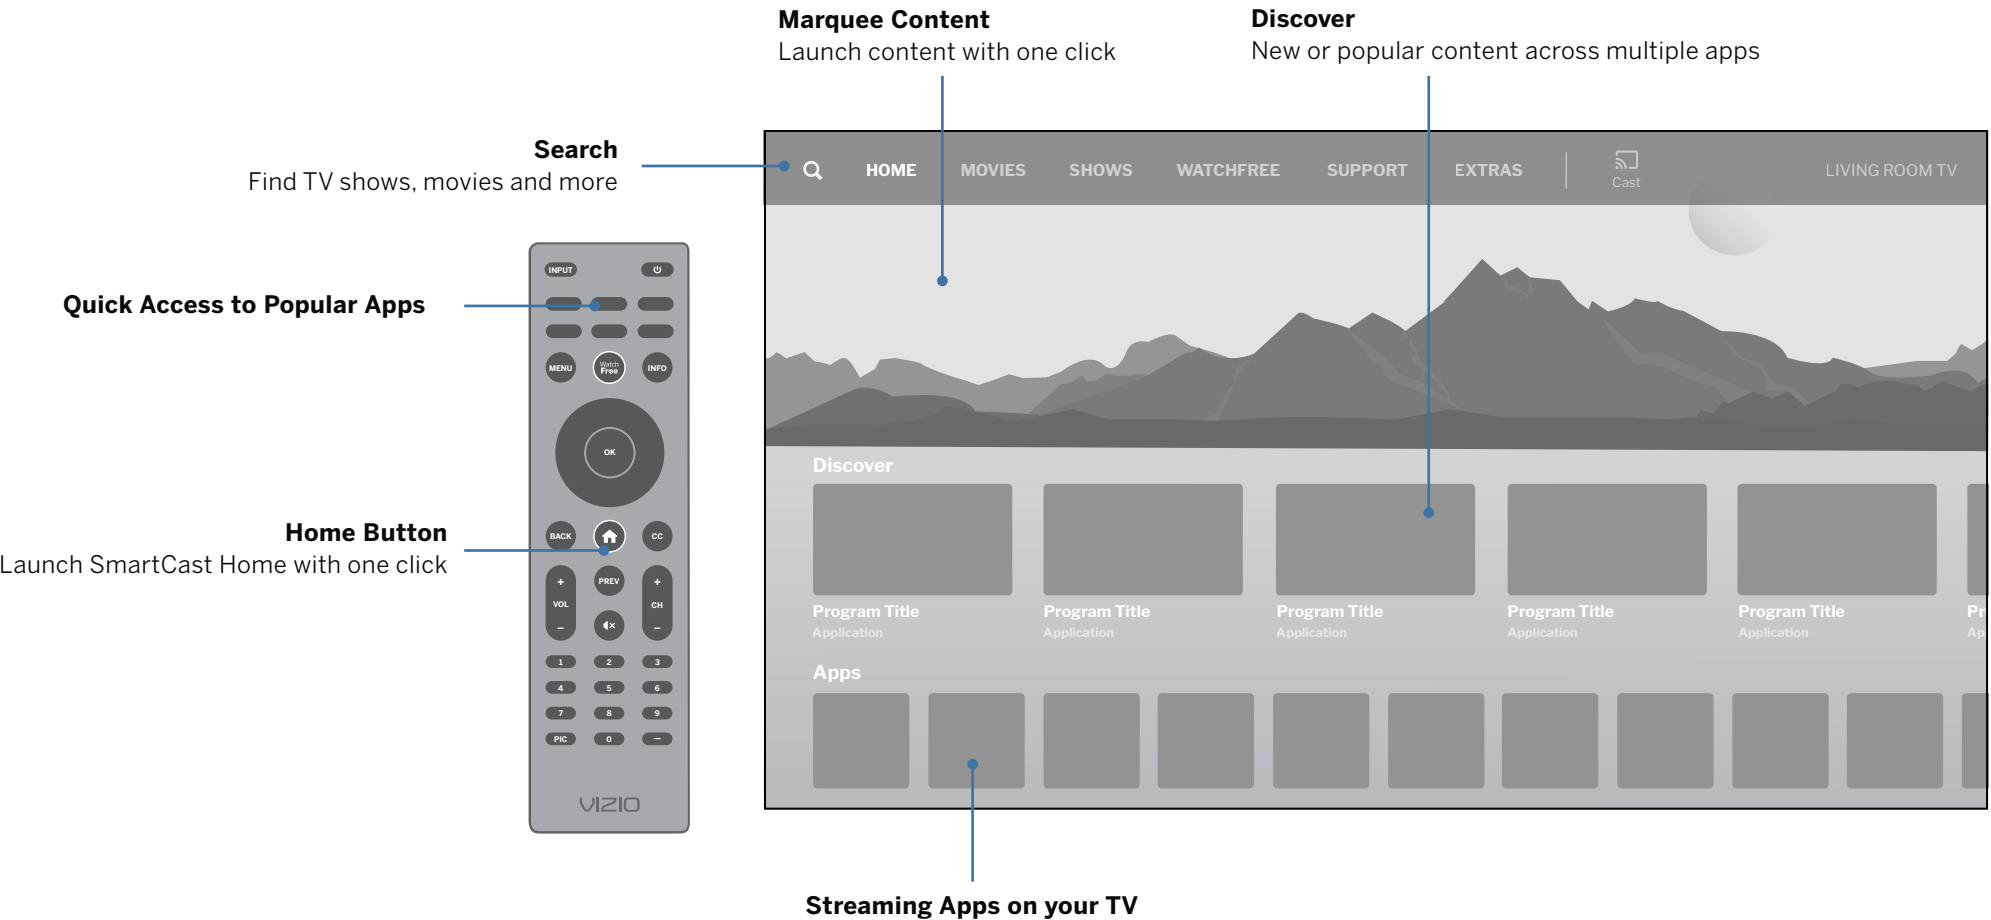 Marquee Content
Launch content with one click
Discover
New or popular content across multiple apps
Search
Find TV shows, movies and more
HOME MOVIES SHOWS WATCHFREE SUPPORT EXTRAS Cast LIVING ROOM TV
Quick Access to Popular Apps
INPUT
MENU Watch Free INFO
OK
Home Button
Launch SmartCast Home with one click
BACK CC
+ PREV +
VOL CH
– –
1 2 3
4 5 6
7 8 9
PIC 0 –
VIZIO
Discover
Program Title Program Title Program Title Program Title Program Title Pr
Application Application Application Application Application Ap
Apps
Streaming Apps on your TV